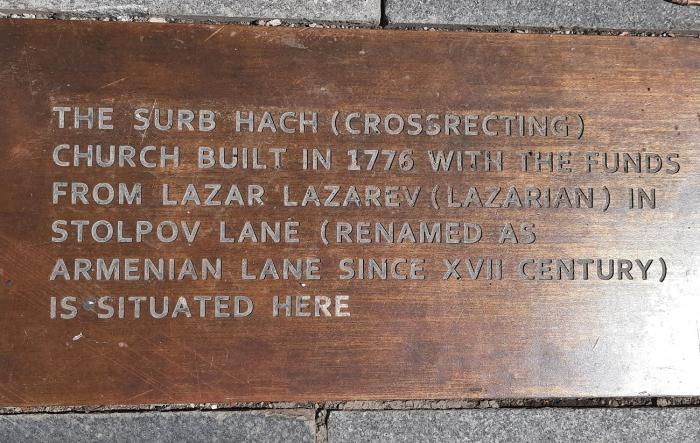 THE SURB HACH (CROSSRECTING)
CHURCH BUILT IN 1776 WITH THE FUNDS
FROM LAZAR LAZAREV (LAZARIAN) IN
STOLPOV LANE (RENAMED AS
ARMENIAN LANE SINCE XVII CENTURY)
IS SITUATED HERE